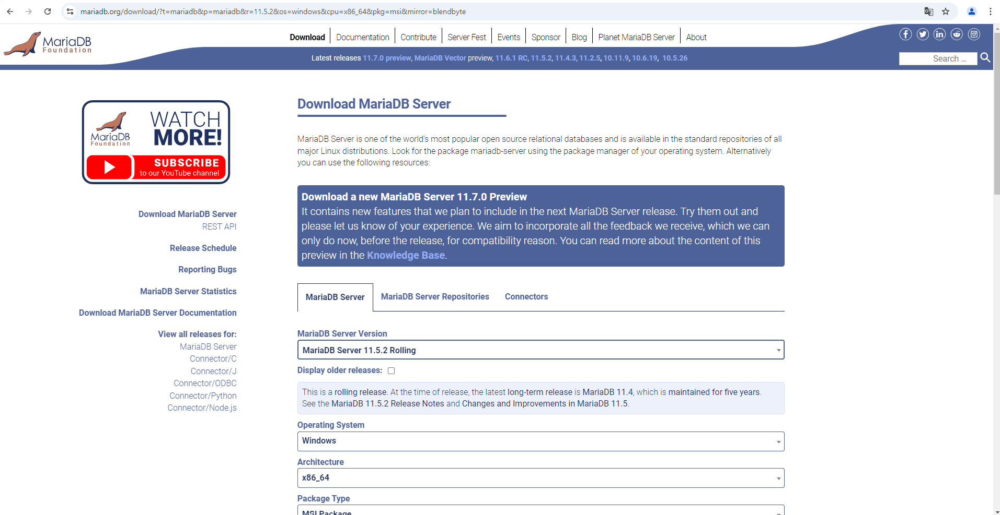 mariadb.org/download/?t=mariadb&p=mariadb&r=11.5.2&os=windows&cpu=x86_64&pkg=msi&mirror=blendbyte
MariaDB
Foundation
Download
Documentation
Contribute
Server Fest
Events
Sponsor
Blog
Planet MariaDB Server
About
Latest releases 11.7.0 preview, MariaDB Vector preview, 11.6.1 RC, 11.5.2, 11.4.3, 11.2.5, 10.11.9, 10.6.19, 10.5.26
Search ...
WATCH
MORE!
MariaDB
Foundation
SUBSCRIBE
to our YouTube channel
Download MariaDB Server
REST API
Release Schedule
Reporting Bugs
MariaDB Server Statistics
Download MariaDB Server Documentation
View all releases for:
MariaDB Server
Connector/C
Connector/J
Connector/ODBC
Connector/Python
Connector/Node.js
Download MariaDB Server
MariaDB Server is one of the world's most popular open source relational databases and is available in the standard repositories of all
major Linux distributions. Look for the package mariadb-server using the package manager of your operating system. Alternatively
you can use the following resources:
Download a new MariaDB Server 11.7.0 Preview
It contains new features that we plan to include in the next MariaDB Server release. Try them out and
please let us know of your experience. We aim to incorporate all the feedback we receive, which we can
only do now, before the release, for compatibility reason. You can read more about the content of this
preview in the Knowledge Base.
MariaDB Server
MariaDB Server Repositories
Connectors
MariaDB Server Version
MariaDB Server 11.5.2 Rolling
Display older releases:
This is a rolling release. At the time of release, the latest long-term release is MariaDB 11.4, which is maintained for five years.
See the MariaDB 11.5.2 Release Notes and Changes and Improvements in MariaDB 11.5.
Operating System
Windows
Architecture
x86_64
Package Type
MSI Package